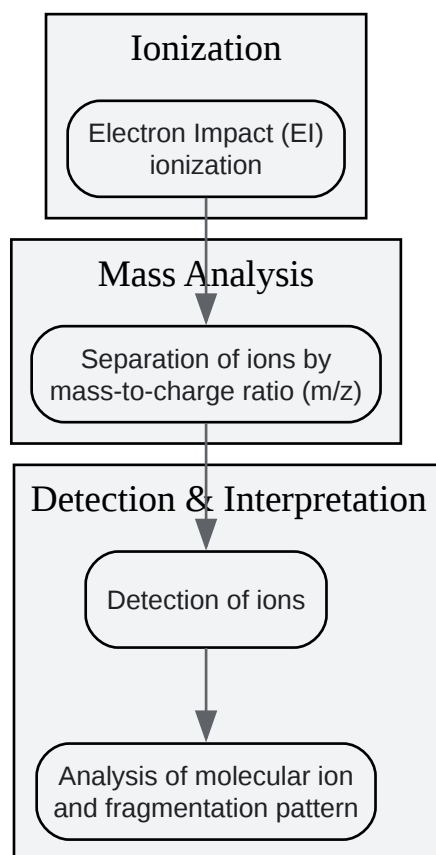 Ionization
Electron Impact (EI)
ionization
Mass Analysis
Separation of ions by
mass-to-charge ratio (m/z)
Detection & Interpretation
Detection of ions
Analysis of molecular ion
and fragmentation pattern